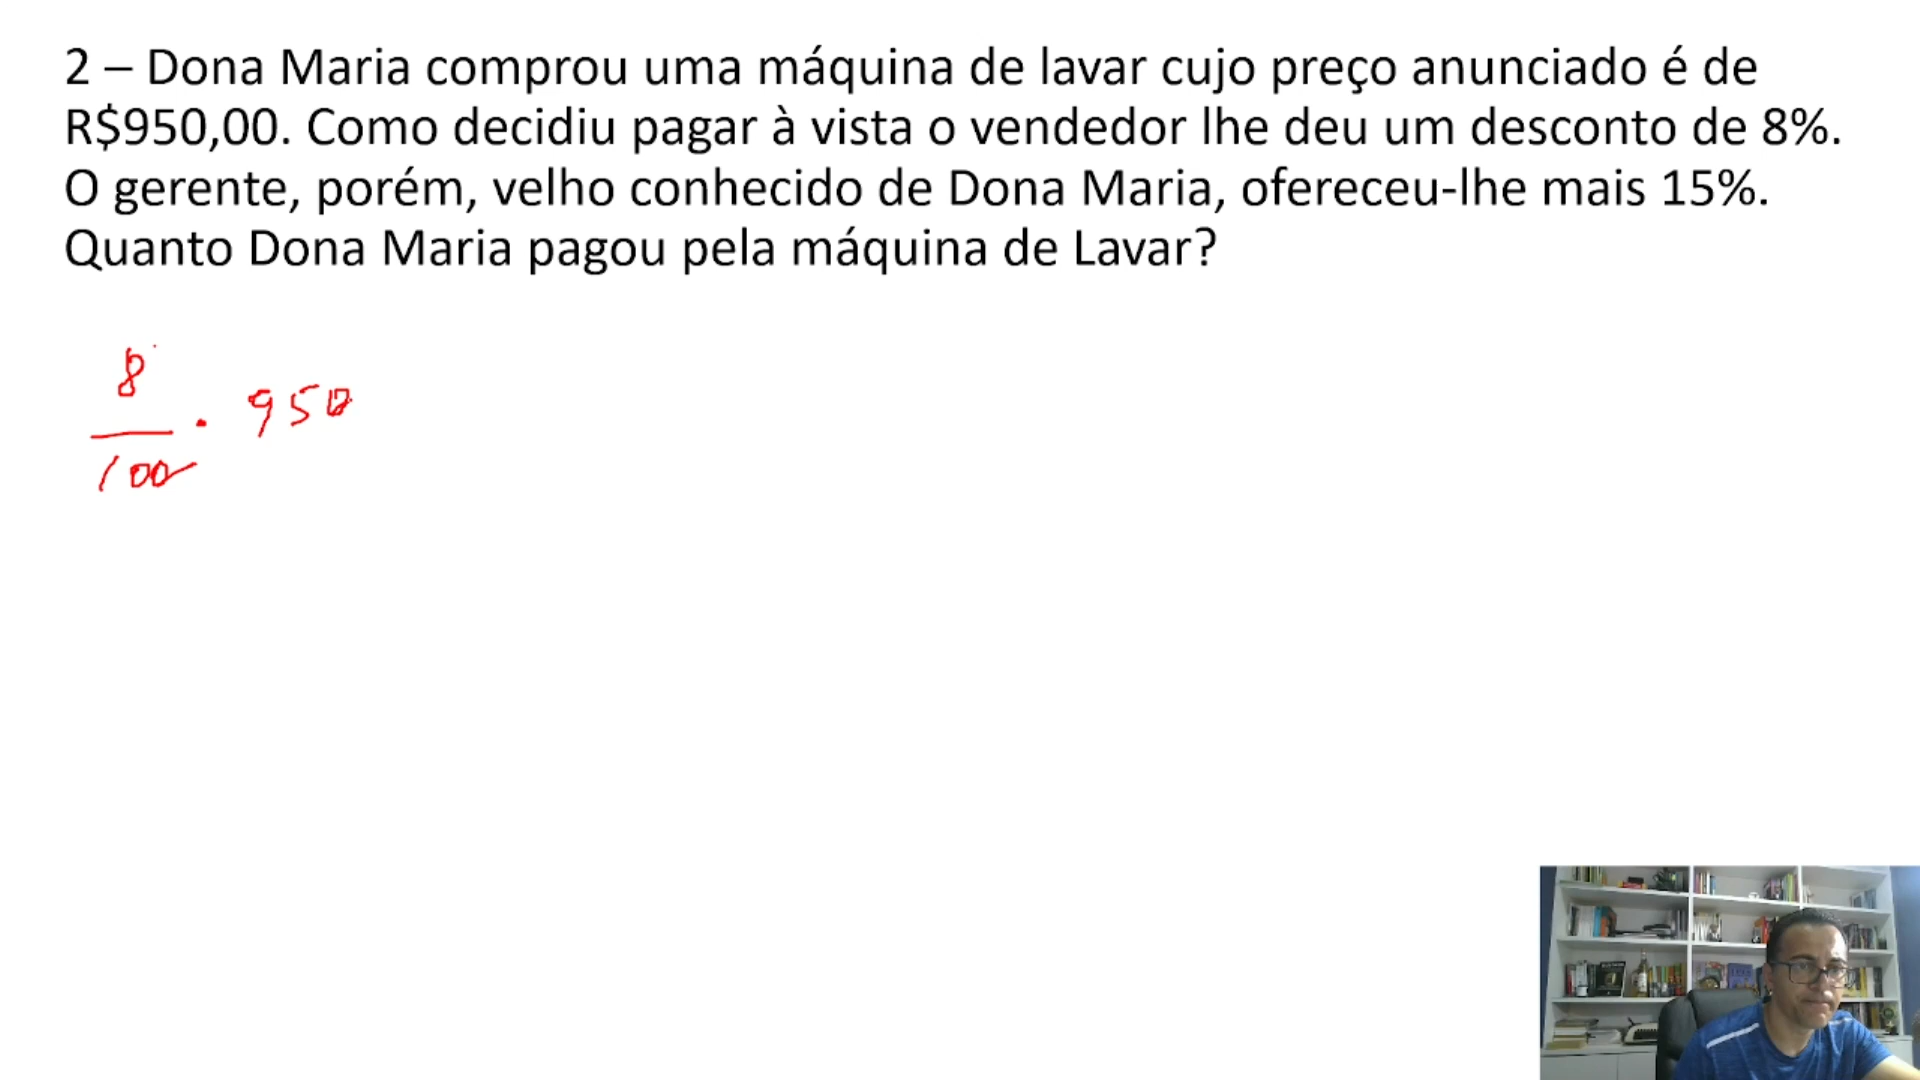 2 – Dona Maria comprou uma máquina de lavar cujo preço anunciado é de
R$950,00. Como decidiu pagar à vista o vendedor lhe deu um desconto de 8%.
O gerente, porém, velho conhecido de Dona Maria, ofereceu-lhe mais 15%.
Quanto Dona Maria pagou pela máquina de Lavar?
8
. 950
100